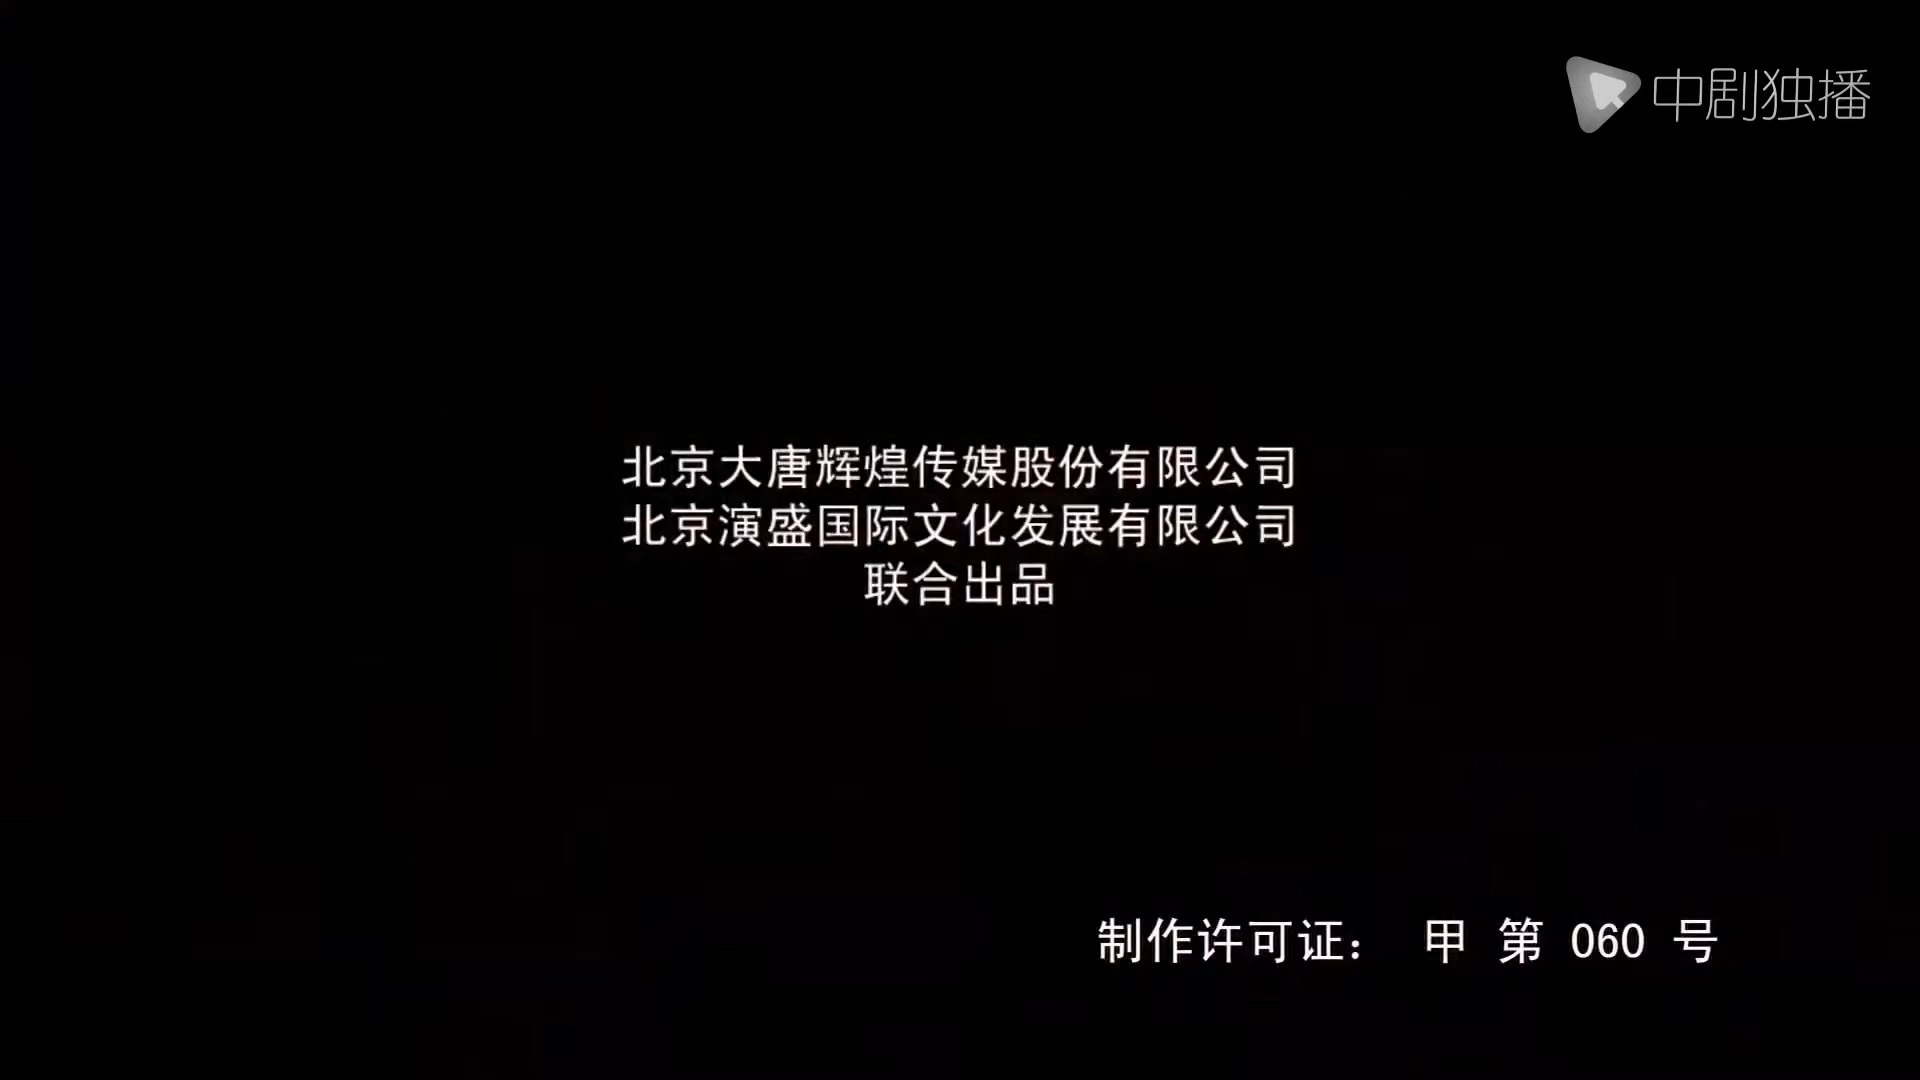 中剧独播
北京大唐辉煌传媒股份有限公司
北京演盛国际文化发展有限公司
联合出品
制作许可证： 甲 第 060 号